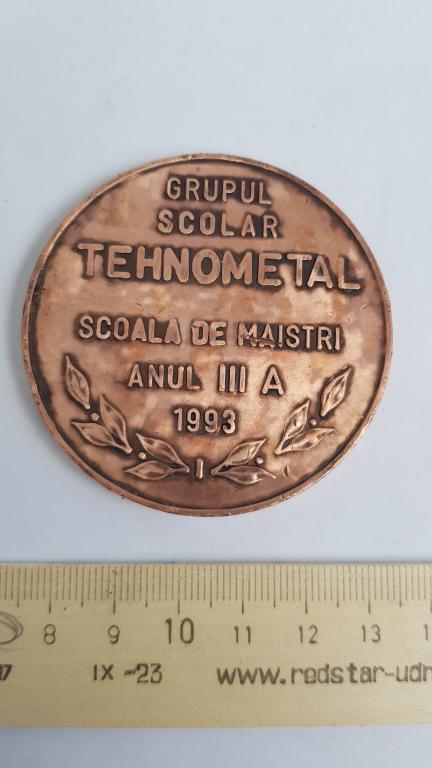 GRUPUL
SCOLAR
TEHNOMETAL
SCOALA DE MAISTRI
ANUL III A
1993
8 9 10 11 12 13
IX-23 www.redstar-udm